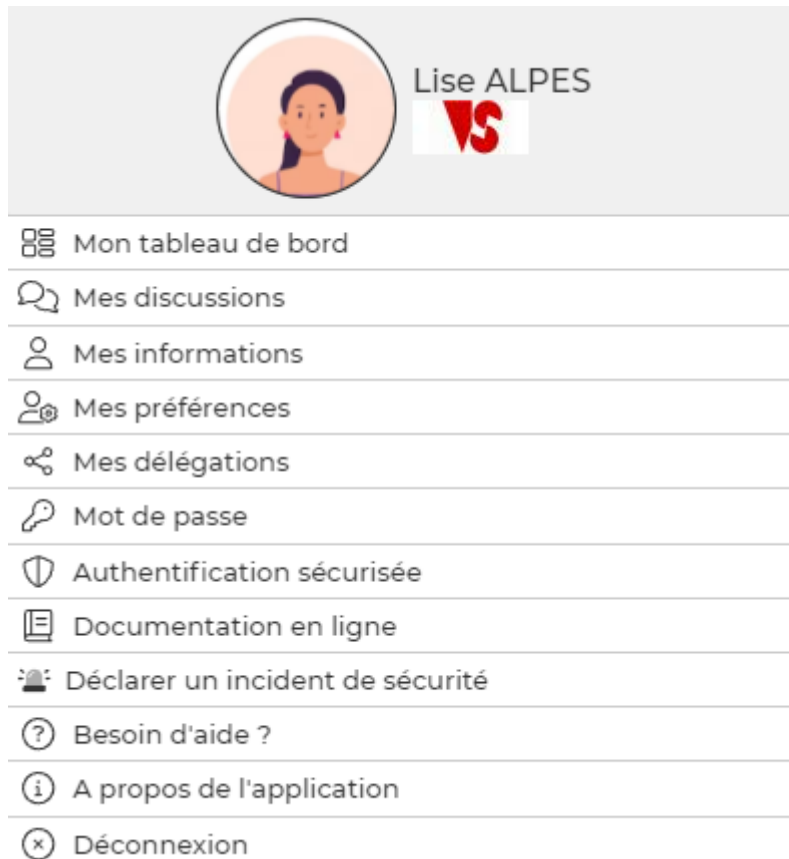 Lise ALPES
VS
Mon tableau de bord
Mes discussions
Mes informations
Mes préférences
Mes délégations
Mot de passe
Authentification sécurisée
Documentation en ligne
Déclarer un incident de sécurité
Besoin d'aide ?
A propos de l'application
Déconnexion